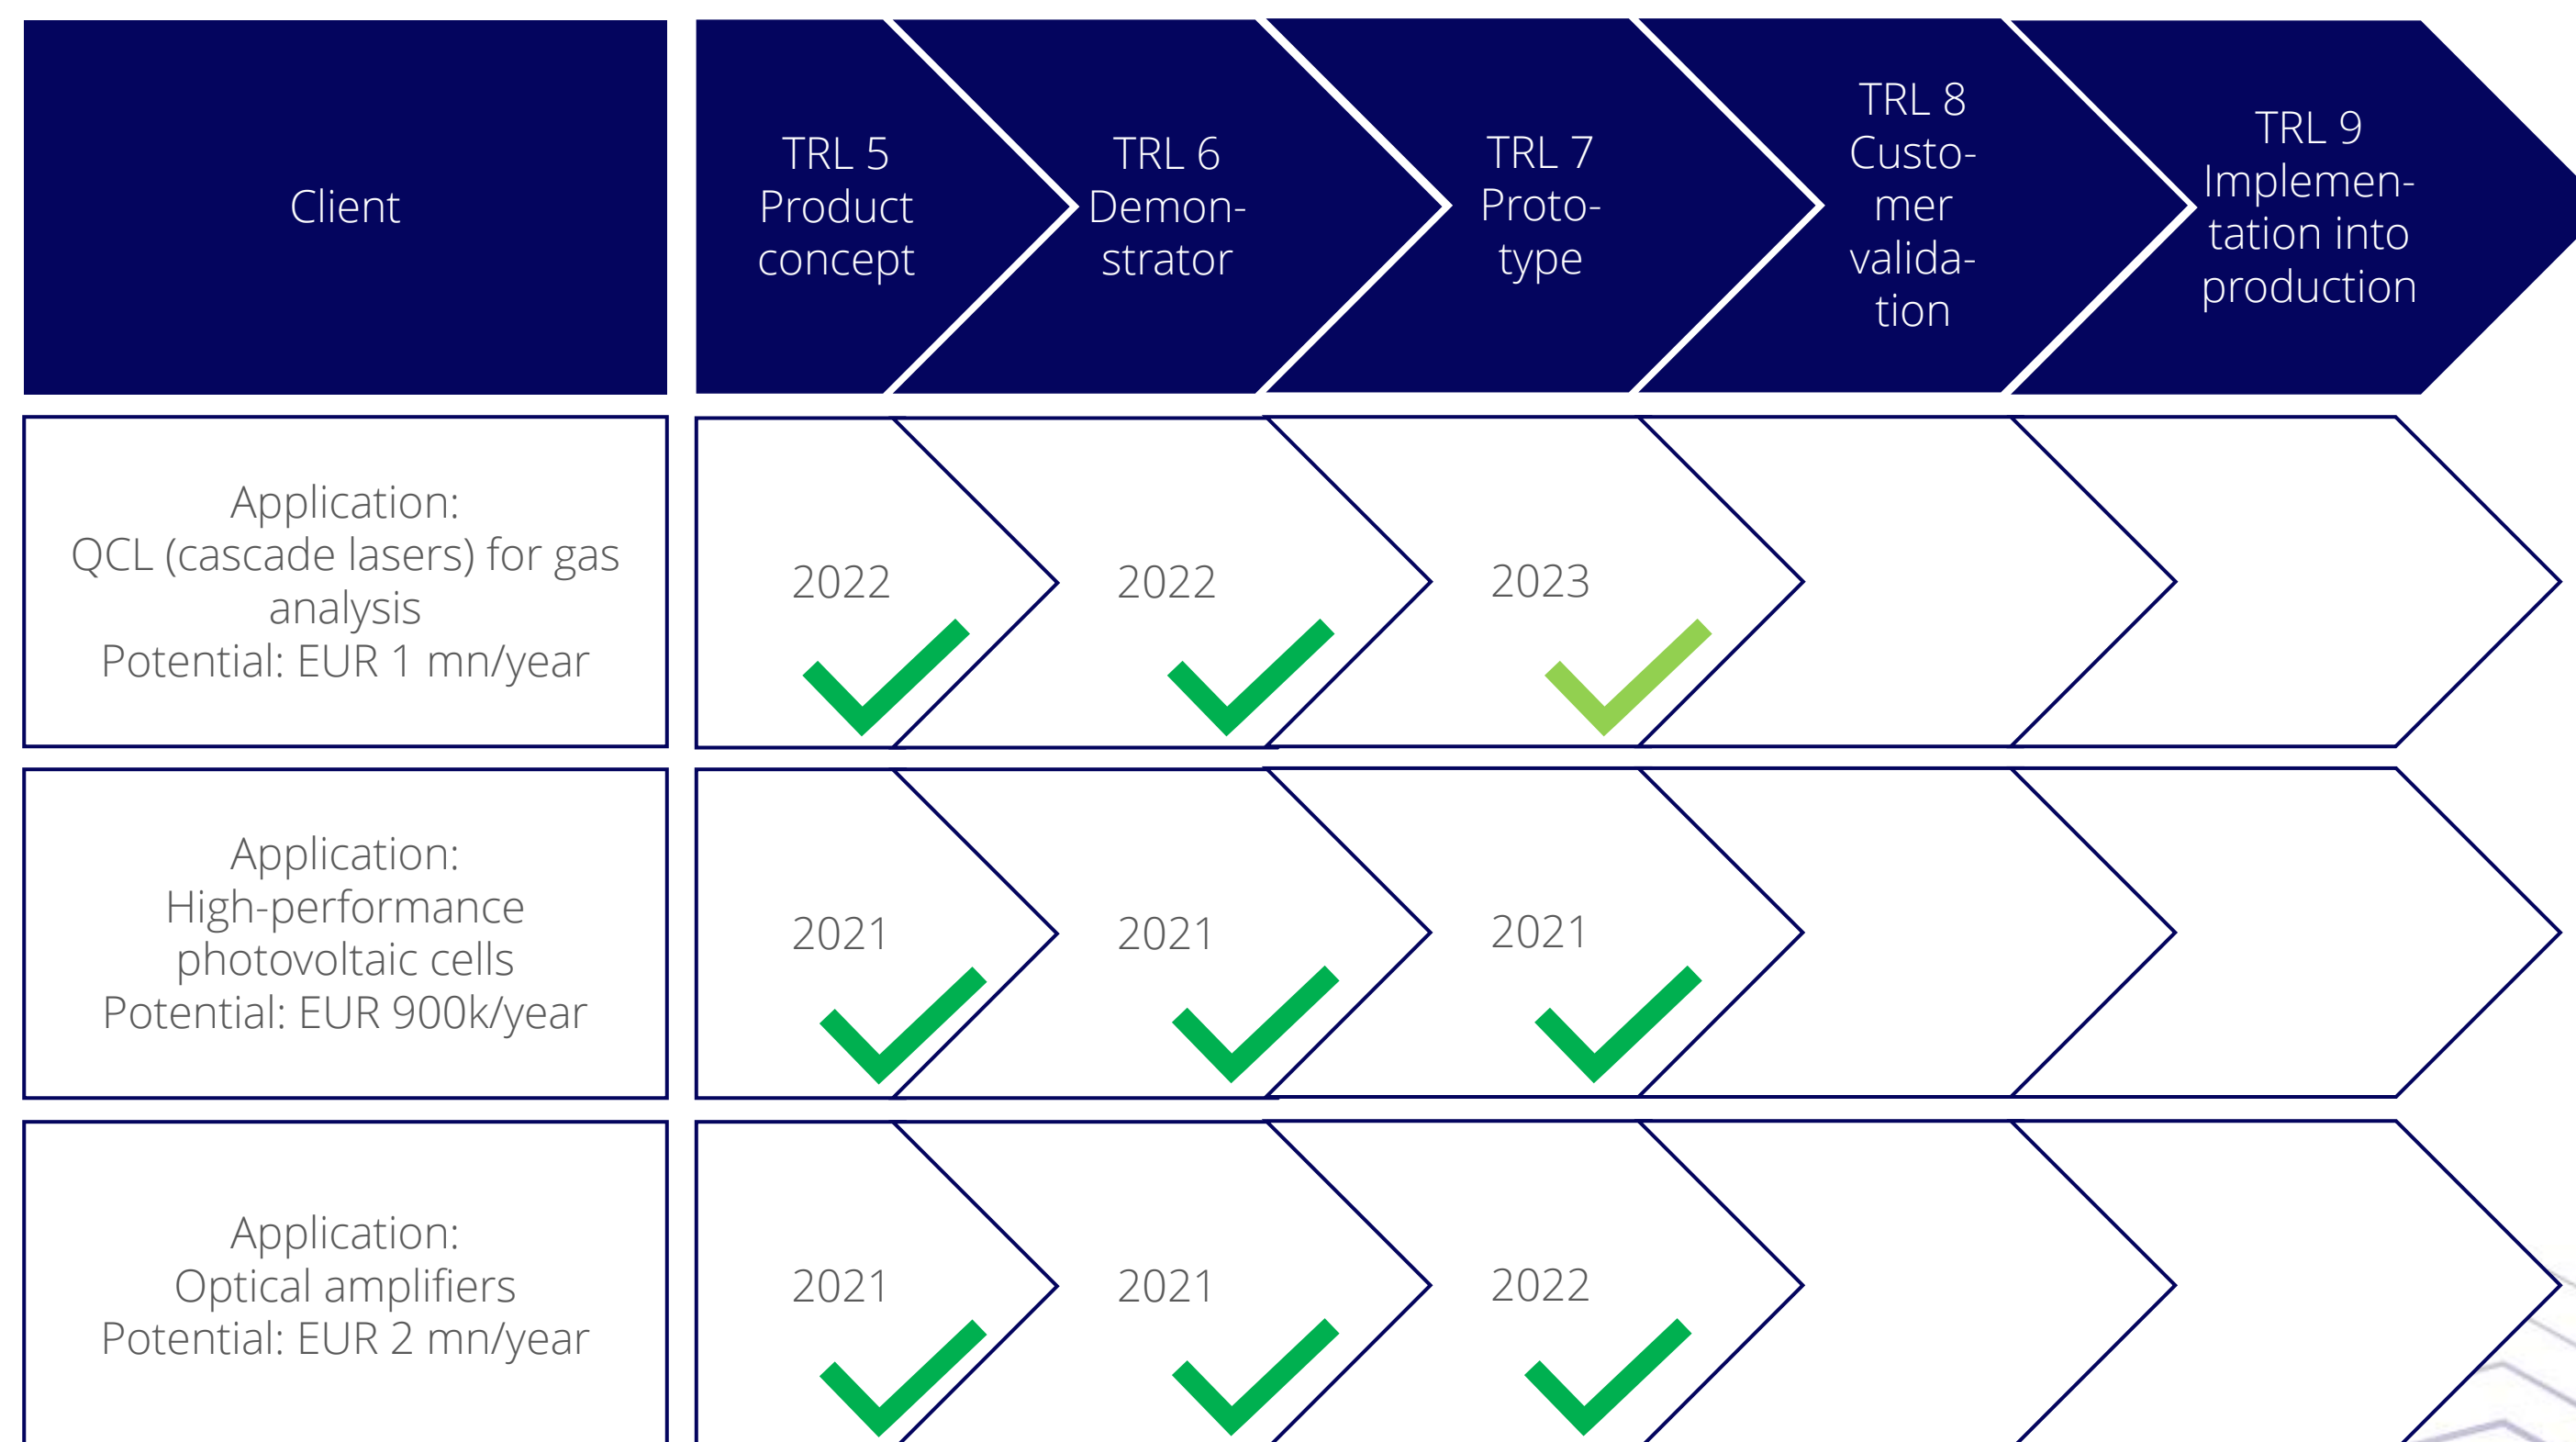 Client
TRL 5
Product
concept
TRL 6
Demon-
strator
TRL 7
Proto-
type
TRL 8
Custo-
mer
valida-
tion
TRL 9
Implemen-
tation into
production
Application:
QCL (cascade lasers) for gas
analysis
Potential: EUR 1 mn/year
2022
2022
2023
Application:
High-performance
photovoltaic cells
Potential: EUR 900k/year
2021
2021
2021
Application:
Optical amplifiers
Potential: EUR 2 mn/year
2021
2021
2022